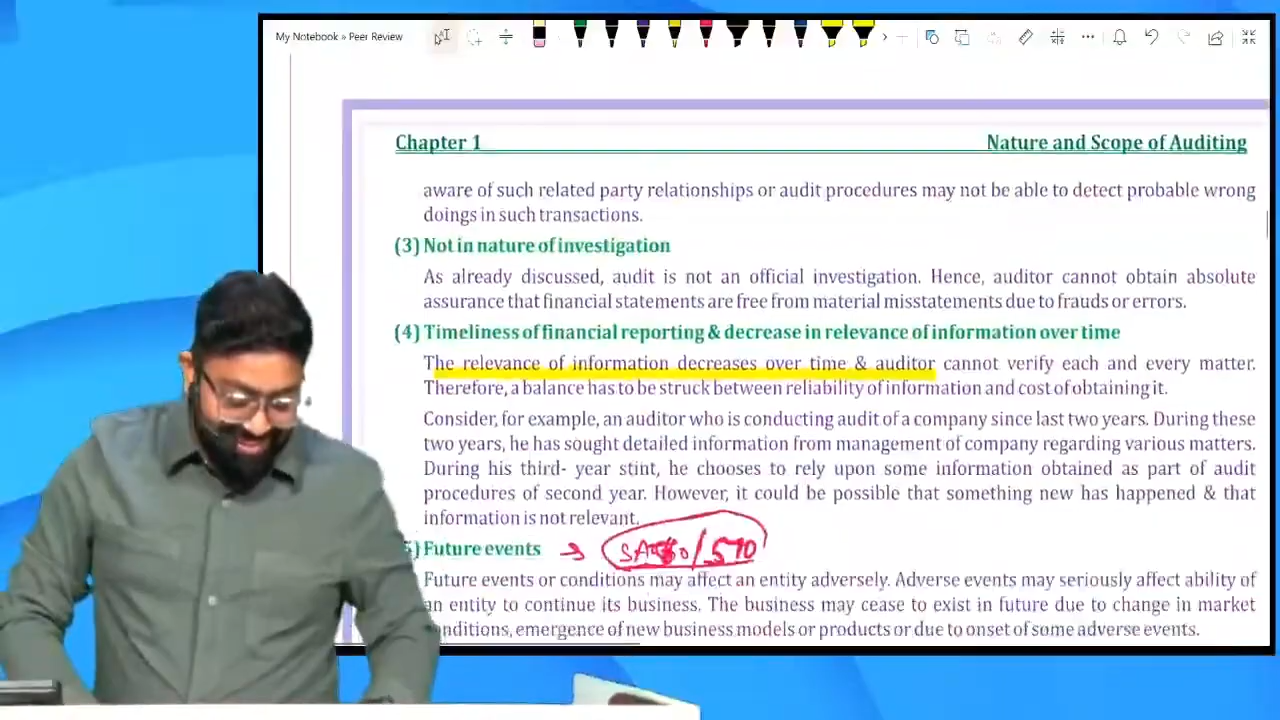 My Notebook » Peer Review
Chapter 1 Nature and Scope of Auditing
aware of such related party relationships or audit procedures may not be able to detect probable wrong
doings in such transactions.
(3) Not in nature of investigation
As already discussed, audit is not an official investigation. Hence, auditor cannot obtain absolute
assurance that financial statements are free from material misstatements due to frauds or errors.
(4) Timeliness of financial reporting & decrease in relevance of information over time
The relevance of information decreases over time & auditor cannot verify each and every matter.
Therefore, a balance has to be struck between reliability of information and cost of obtaining it.
Consider, for example, an auditor who is conducting audit of a company since last two years. During these
two years, he has sought detailed information from management of company regarding various matters.
During his third- year stint, he chooses to rely upon some information obtained as part of audit
procedures of second year. However, it could be possible that something new has happened & that
information is not relevant.
5) Future events → SA 560/570
Future events or conditions may affect an entity adversely. Adverse events may seriously affect ability of
an entity to continue its business. The business may cease to exist in future due to change in market
conditions, emergence of new business models or products or due to onset of some adverse events.